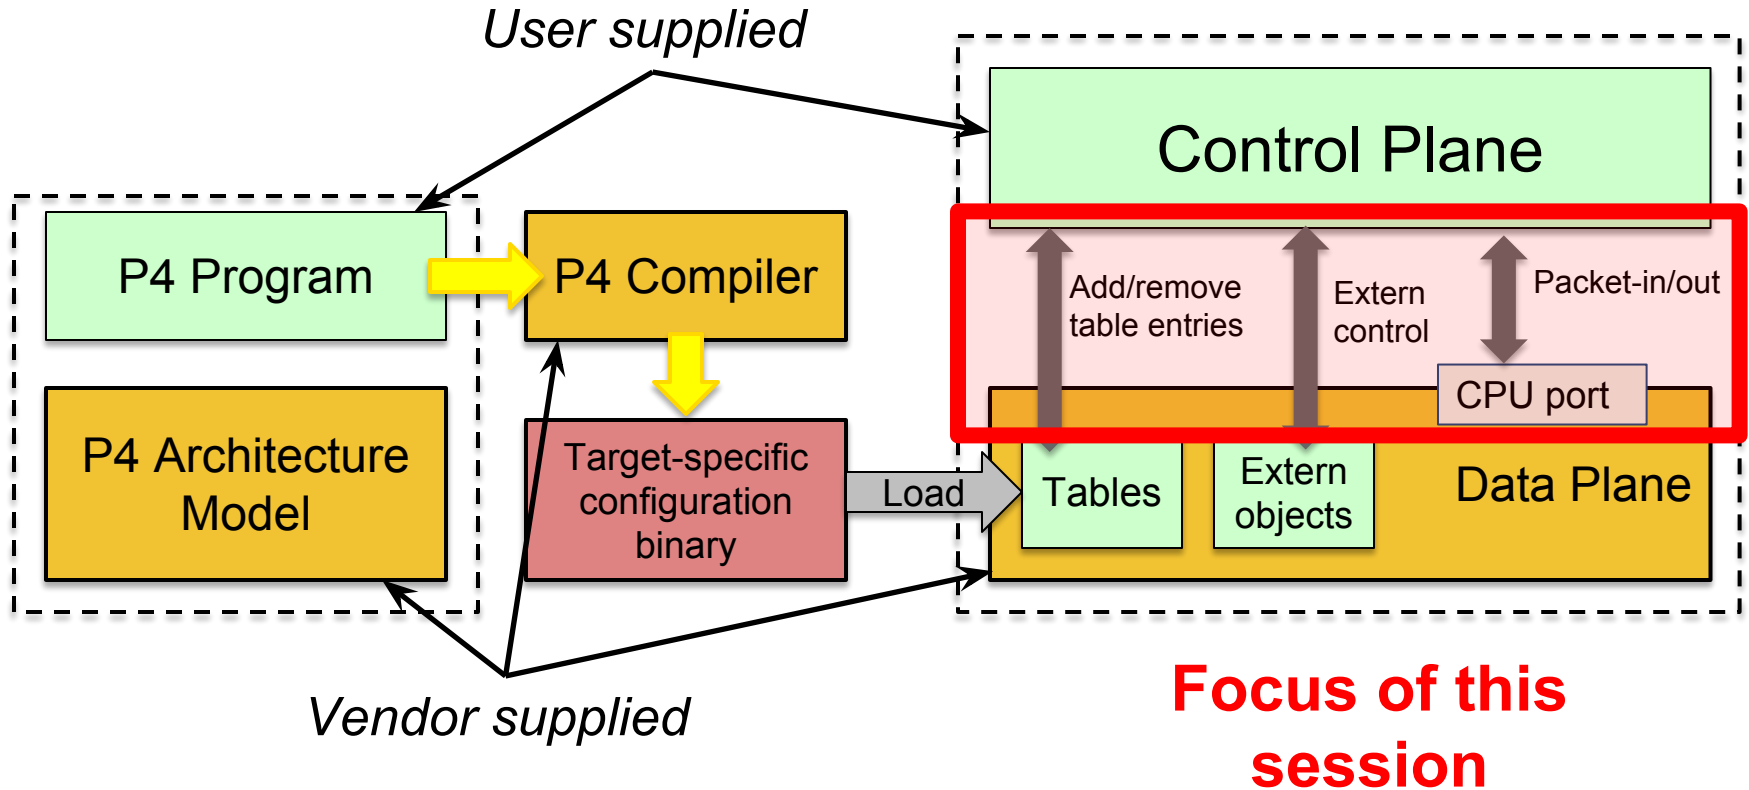 User supplied
Control Plane
P4 Program
P4 Compiler
Add/remove
table entries
Extern
control
Packet-in/out
CPU port
P4 Architecture
Model
Target-specific
configuration
binary
Load
Tables
Extern
objects
Data Plane
Vendor supplied
Focus of this
session